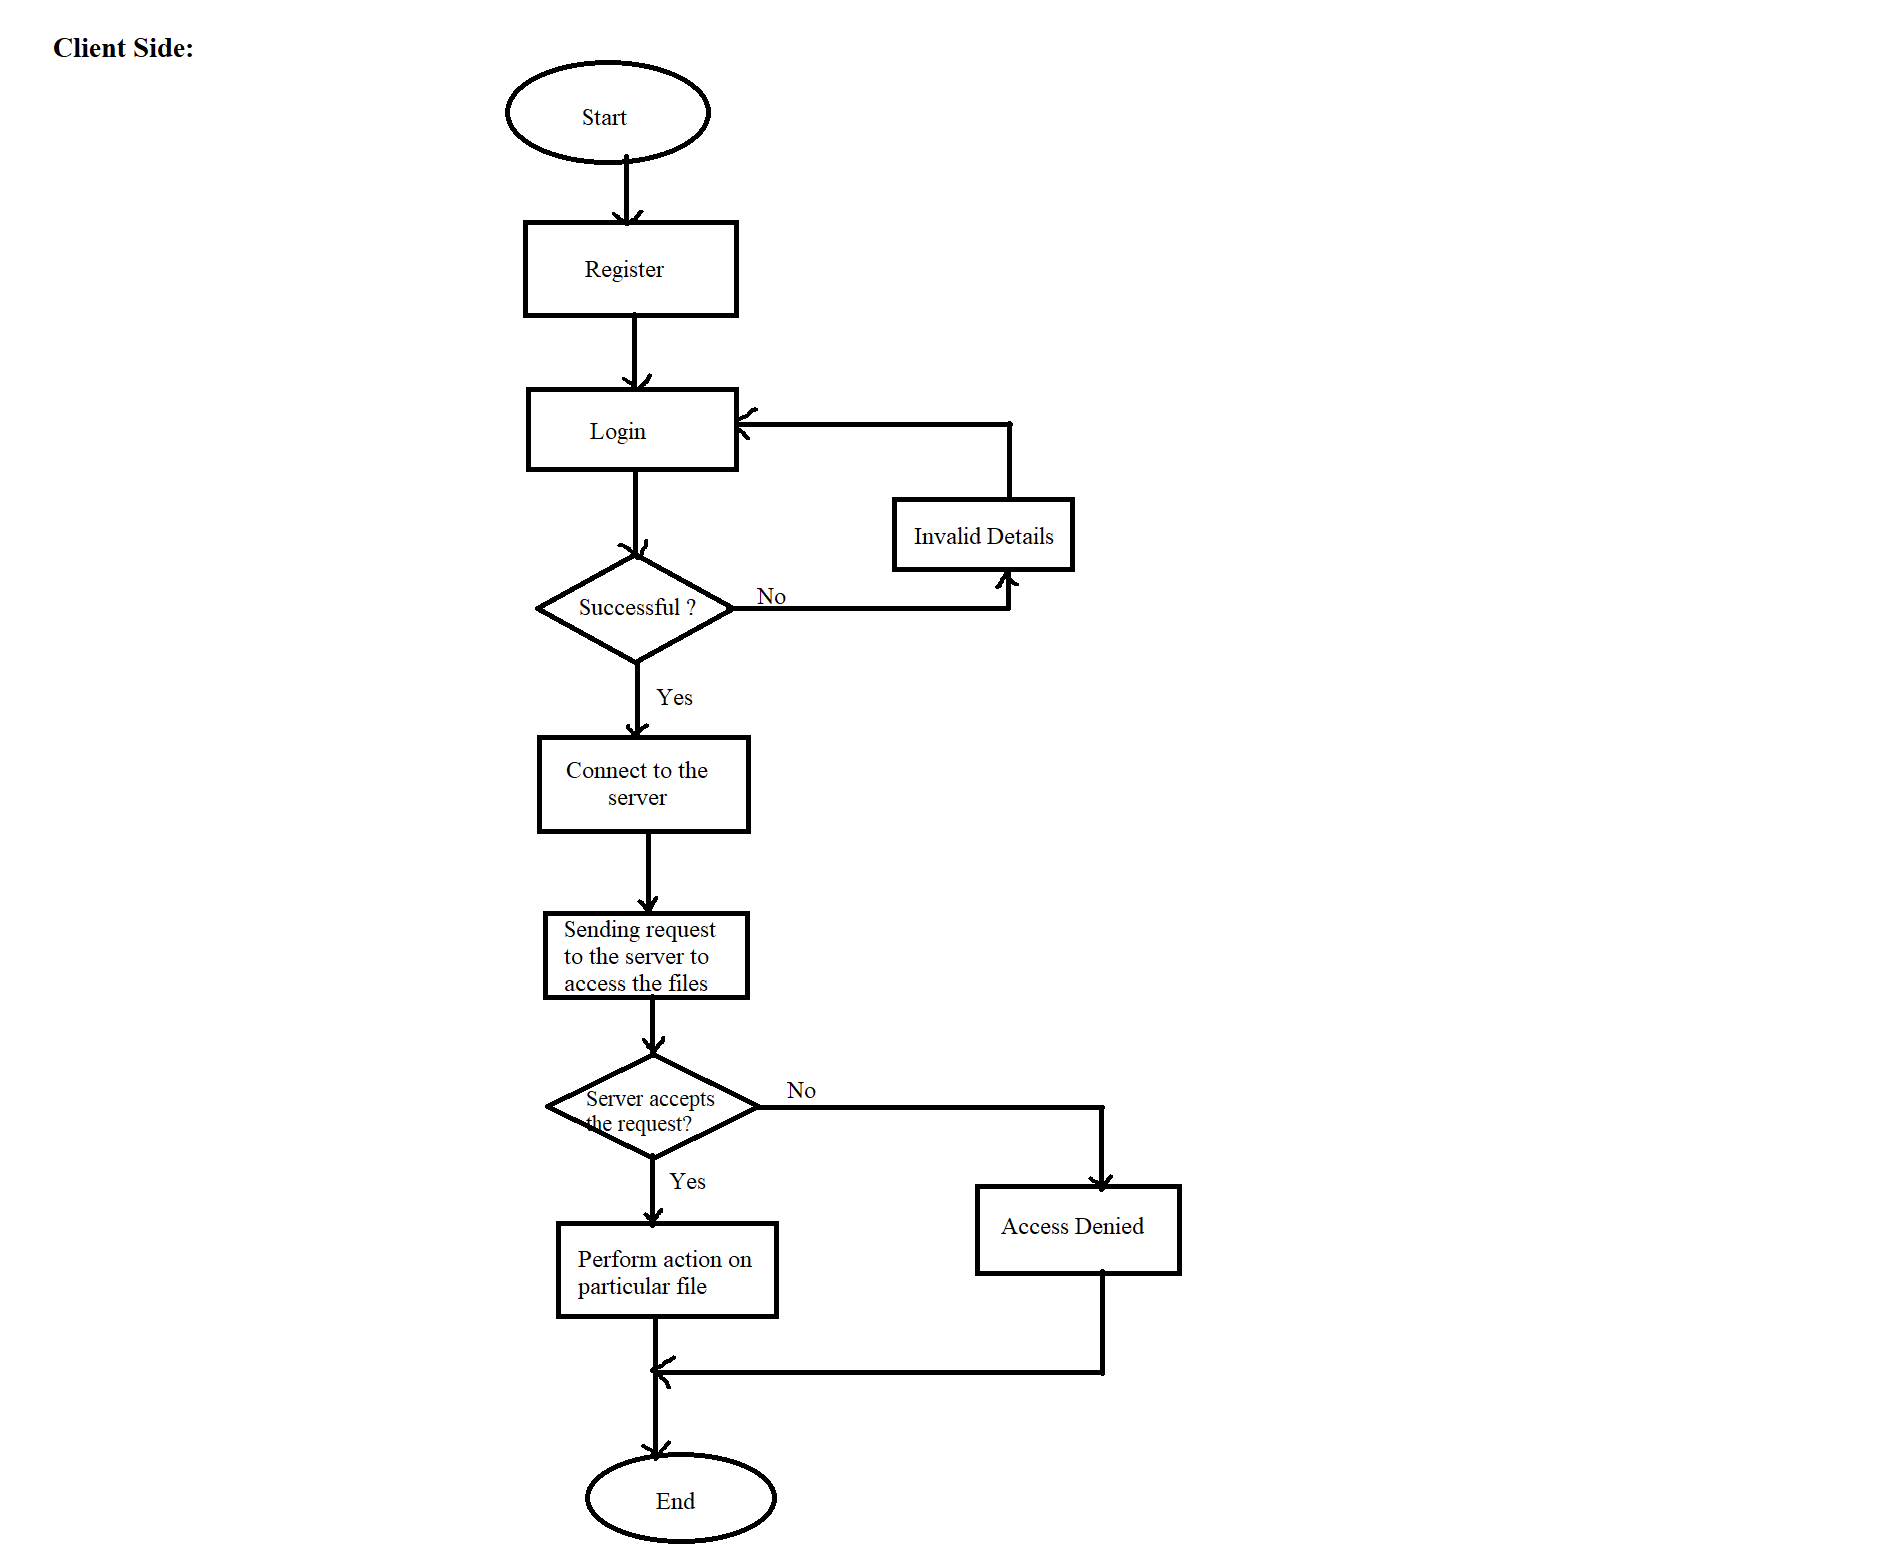 Client Side:
Start
Register
Login
Invalid Details
Successful ?
No
Yes
Connect to the
server
Sending request
to the server to
access the files
Server accepts
the request?
No
Yes
Access Denied
Perform action on
particular file
End